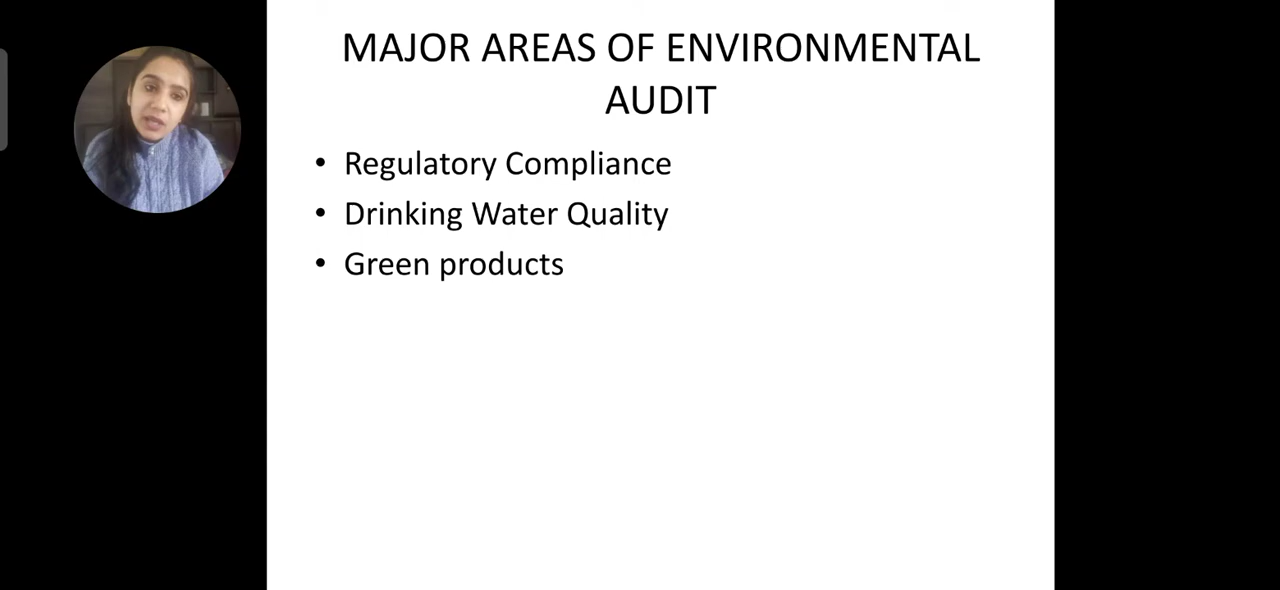 MAJOR AREAS OF ENVIRONMENTAL
AUDIT
• Regulatory Compliance
• Drinking Water Quality
• Green products